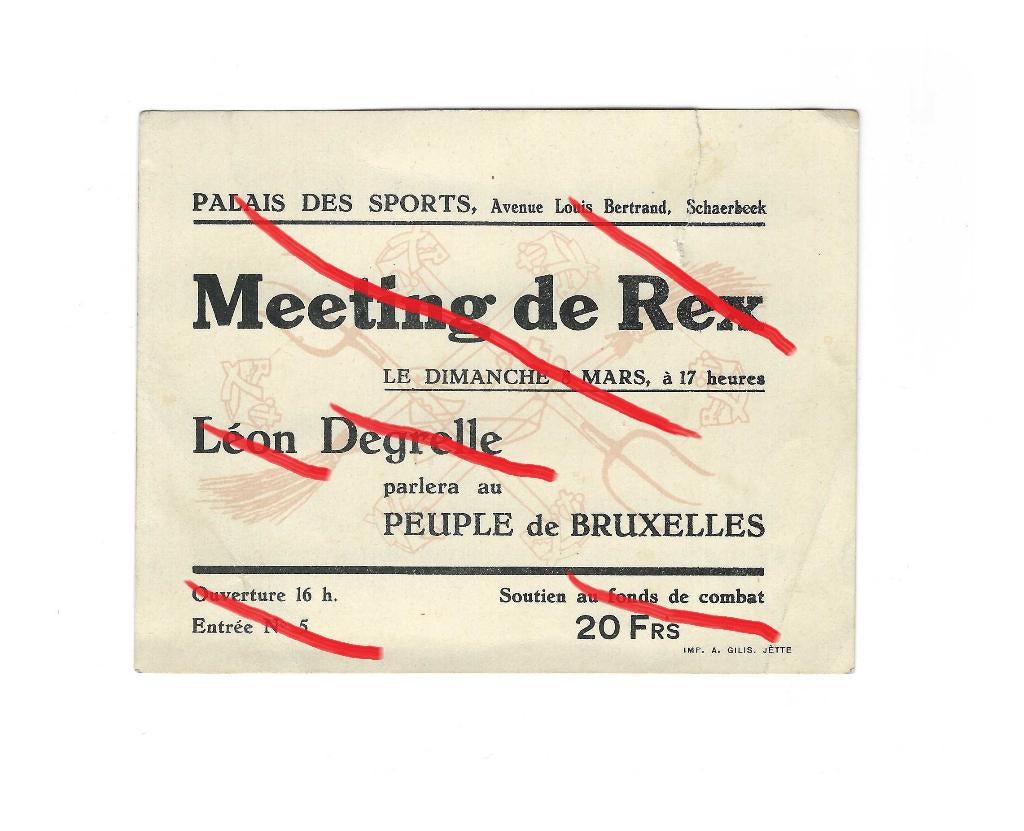 PALAIS DES SPORTS, Avenue Louis Bertrand, Schaerbeek
Meeting de Rex
LE DIMANCHE MARS, à 17 heures
Léon Degrelle
parlera au
PEUPLE de BRUXELLES
Ouverture 16 h.
Soutien au fonds de combat
Entrée N° 5
20 FRS
IMP. A. GILIS. JETTE